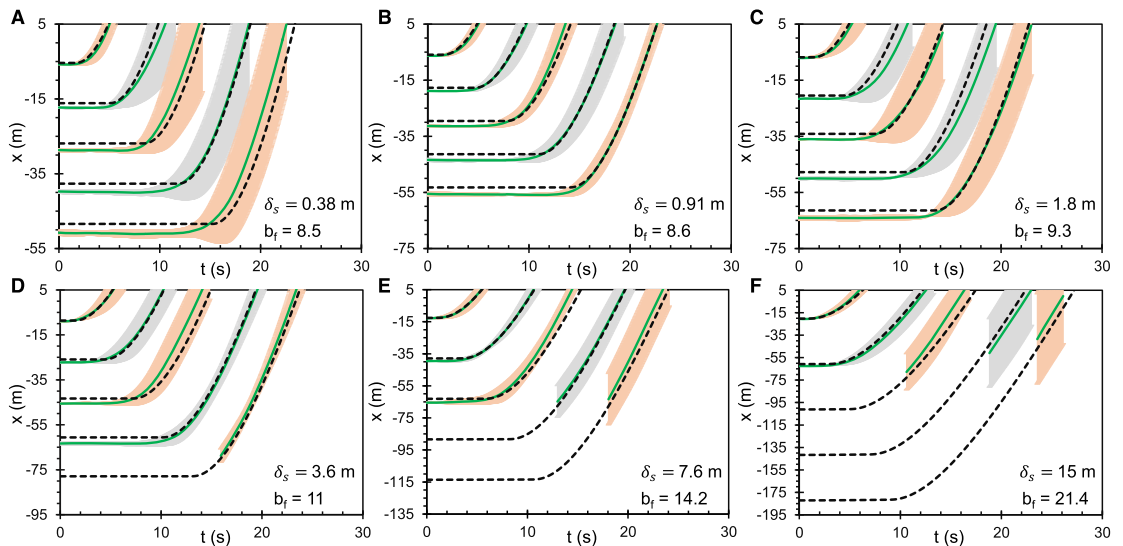 A
5
-15
x (m)
-35
-55
δs = 0.38 m
bf = 8.5
0 10 20 30
t (s)
B
5
-15
-35
x (m)
-55
-75
δs = 0.91 m
bf = 8.6
0 10 20 30
t (s)
C
5
-15
-35
x (m)
-55
-75
δs = 1.8 m
bf = 9.3
0 10 20 30
t (s)
D
5
-15
-35
x (m)
-55
-75
-95
δs = 3.6 m
bf = 11
0 10 20 30
t (s)
E
5
-15
-35
-55
x (m)
-75
-95
-115
-135
δs = 7.6 m
bf = 14.2
0 10 20 30
t (s)
F
5
-15
-35
-55
-75
x (m)
-95
-115
-135
-155
-175
-195
δs = 15 m
bf = 21.4
0 10 20 30
t (s)